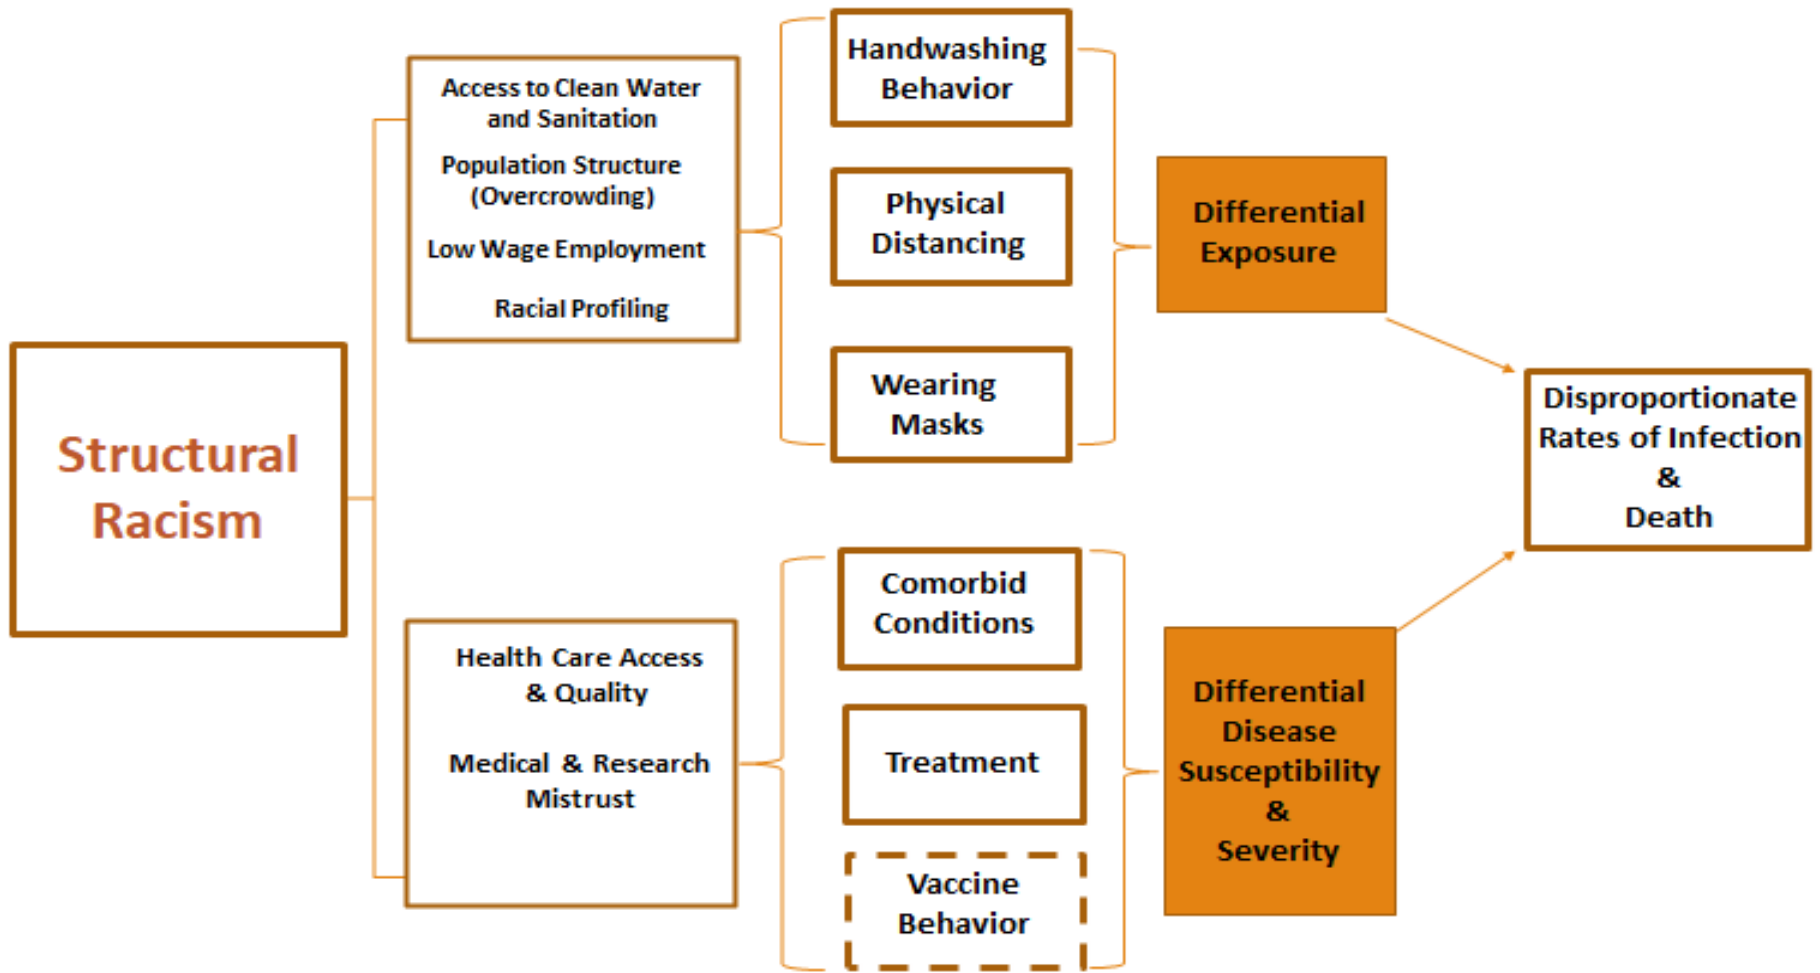 Structural
Racism
Access to Clean Water
and Sanitation
Population Structure
(Overcrowding)
Low Wage Employment
Racial Profiling
Health Care Access
& Quality
Medical & Research
Mistrust
Handwashing
Behavior
Physical
Distancing
Wearing
Masks
Comorbid
Conditions
Treatment
Vaccine
Behavior
Differential
Exposure
Differential
Disease
Susceptibility
&
Severity
Disproportionate
Rates of Infection
&
Death